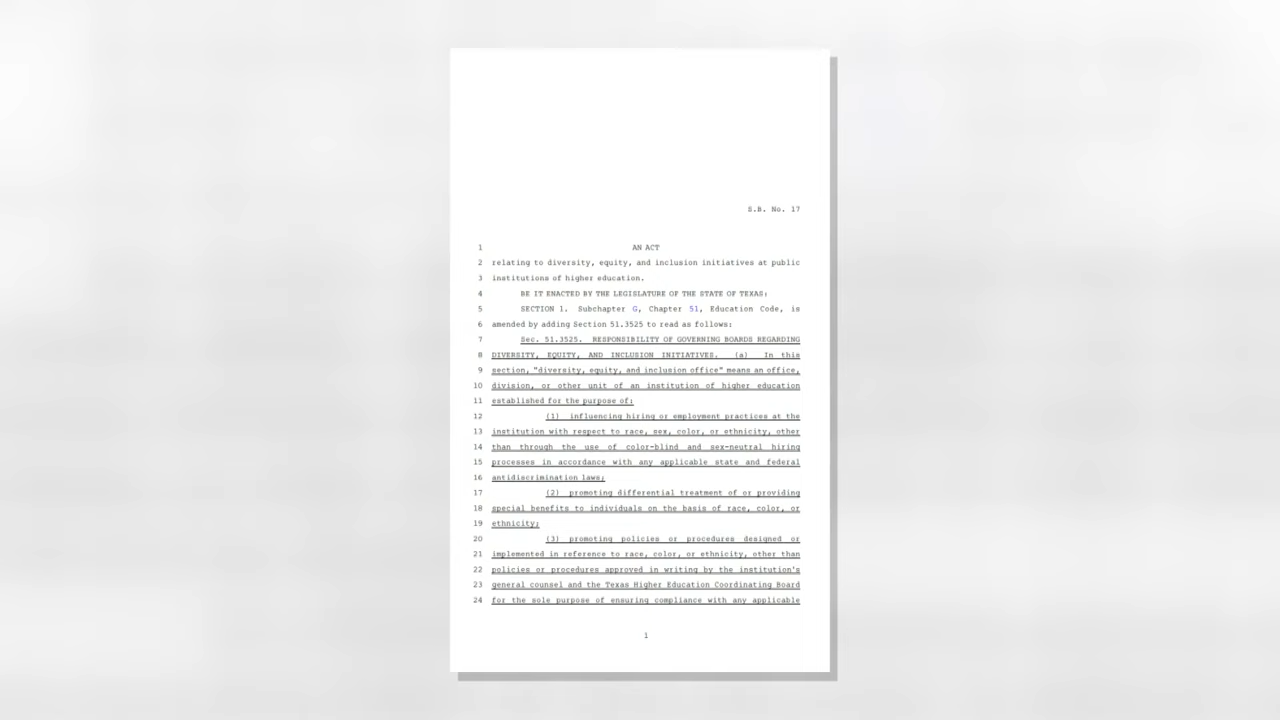 S.B. No. 17
1 AN ACT
2 relating to diversity, equity, and inclusion initiatives at public
3 institutions of higher education.
4 BE IT ENACTED BY THE LEGISLATURE OF THE STATE OF TEXAS:
5 SECTION 1. Subchapter G, Chapter 51, Education Code, is
6 amended by adding Section 51.3525 to read as follows:
7 Sec. 51.3525. RESPONSIBILITY OF GOVERNING BOARDS REGARDING
8 DIVERSITY, EQUITY, AND INCLUSION INITIATIVES. (a) In this
9 section, "diversity, equity, and inclusion office" means an office,
10 division, or other unit of an institution of higher education
11 established for the purpose of:
12 (1) influencing hiring or employment practices at the
13 institution with respect to race, sex, color, or ethnicity, other
14 than through the use of color-blind and sex-neutral hiring
15 processes in accordance with any applicable state and federal
16 antidiscrimination laws;
17 (2) promoting differential treatment of or providing
18 special benefits to individuals on the basis of race, color, or
19 ethnicity;
20 (3) promoting policies or procedures designed or
21 implemented in reference to race, color, or ethnicity, other than
22 policies or procedures approved in writing by the institution's
23 general counsel and the Texas Higher Education Coordinating Board
24 for the sole purpose of ensuring compliance with any applicable
1